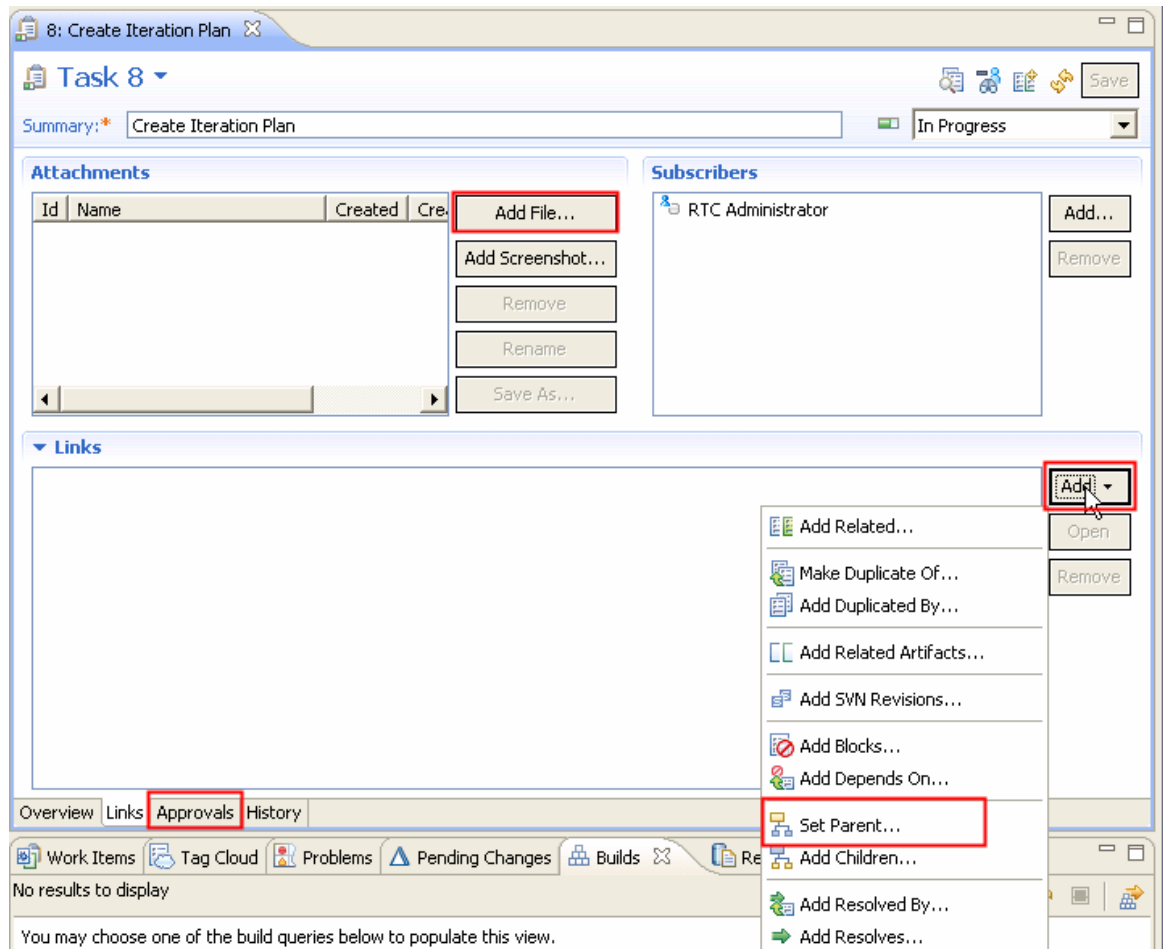 8: Create Iteration Plan
Task 8
Save
Summary:* Create Iteration Plan
In Progress
Attachments
Id Name Created Cre
Add File...
Add Screenshot...
Remove
Rename
Save As...
Subscribers
RTC Administrator
Add...
Remove
Links
Add
Open
Remove
Add Related...
Make Duplicate Of...
Add Duplicated By...
Add Related Artifacts...
Add SVN Revisions...
Add Blocks...
Add Depends On...
Set Parent...
Add Children...
Add Resolved By...
Add Resolves...
Overview Links Approvals History
Work Items Tag Cloud Problems Pending Changes Builds Re
No results to display
You may choose one of the build queries below to populate this view.